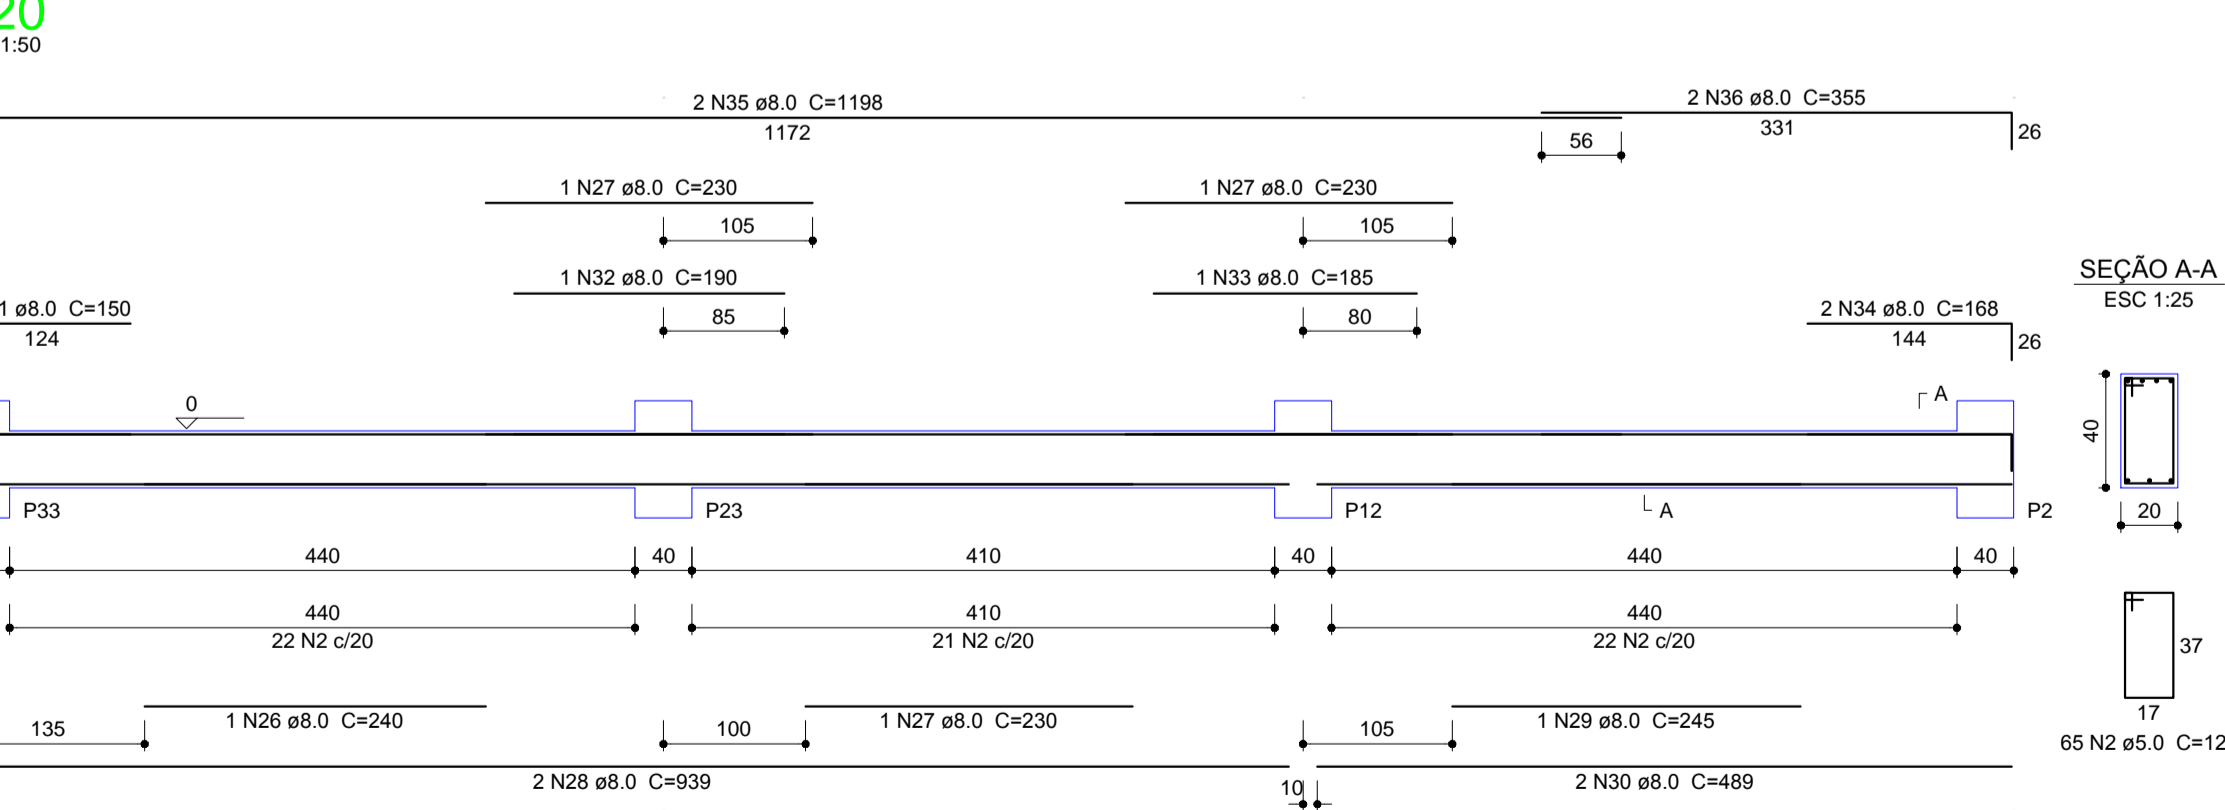 20
1:50
2 N35 ø8.0 C=1198
1172
2 N36 ø8.0 C=355
331
26
56
1 N27 ø8.0 C=230
105
1 N27 ø8.0 C=230
105
1 N32 ø8.0 C=190
85
1 N33 ø8.0 C=185
80
1 ø8.0 C=150
124
2 N34 ø8.0 C=168
144
26
SEÇÃO A-A
ESC 1:25
0
A
40
P33
P23
P12
A
P2
20
440
40
410
40
440
40
440
22 N2 c/20
410
21 N2 c/20
440
22 N2 c/20
37
17
65 N2 ø5.0 C=12
1 N26 ø8.0 C=240
135
1 N27 ø8.0 C=230
100
1 N29 ø8.0 C=245
105
2 N28 ø8.0 C=939
10
2 N30 ø8.0 C=489